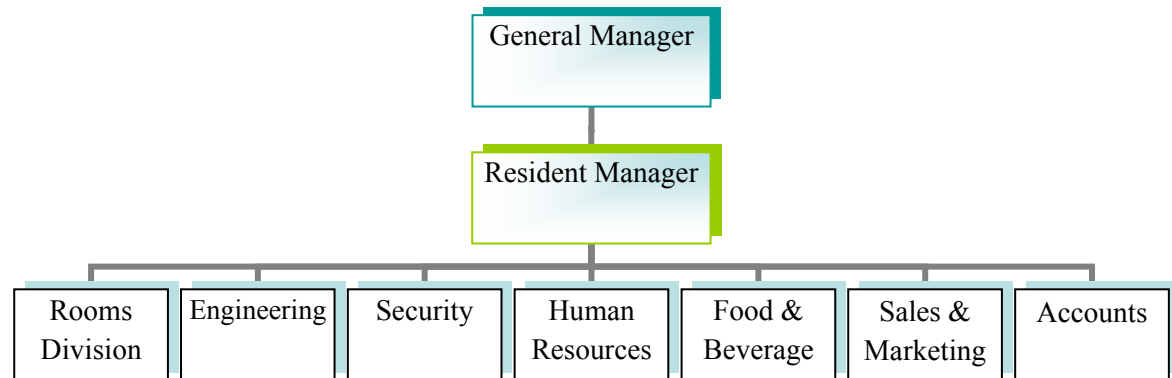 General Manager
Resident Manager
Rooms
Division
Engineering
Security
Human
Resources
Food &
Beverage
Sales &
Marketing
Accounts